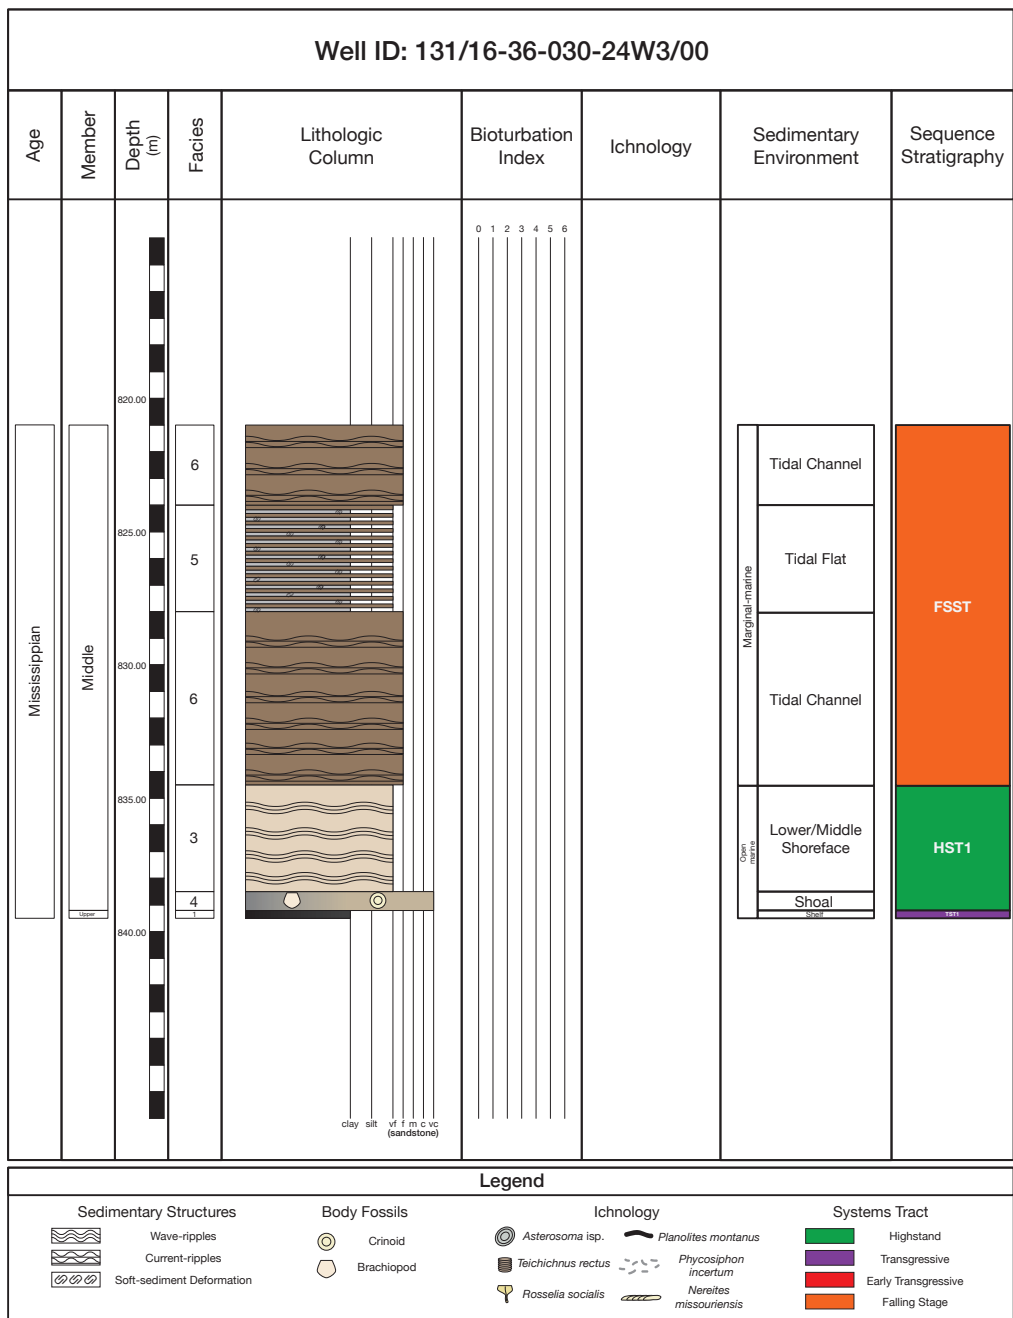 Well ID: 131/16-36-030-24W3/00
Age
Member
Depth
(m)
Facies
Lithologic
Column
Bioturbation
Index
Ichnology
Sedimentary
Environment
Sequence
Stratigraphy
0 1 2 3 4 5 6
820.00
825.00
830.00
835.00
840.00
Mississippian
Middle
Upper
6
5
6
3
4
1
clay silt vf f m c vc
(sandstone)
Marginal-marine
Open
marine
Tidal Channel
Tidal Flat
Tidal Channel
Lower/Middle
Shoreface
Shoal
Shelf
FSST
HST1
TST1
Legend
Sedimentary Structures
Wave-ripples
Current-ripples
Soft-sediment Deformation
Body Fossils
Crinoid
Brachiopod
Ichnology
Asterosoma isp.
Teichichnus rectus
Rosselia socialis
Planolites montanus
Phycosiphon
incertum
Nereites
missouriensis
Systems Tract
Highstand
Transgressive
Early Transgressive
Falling Stage